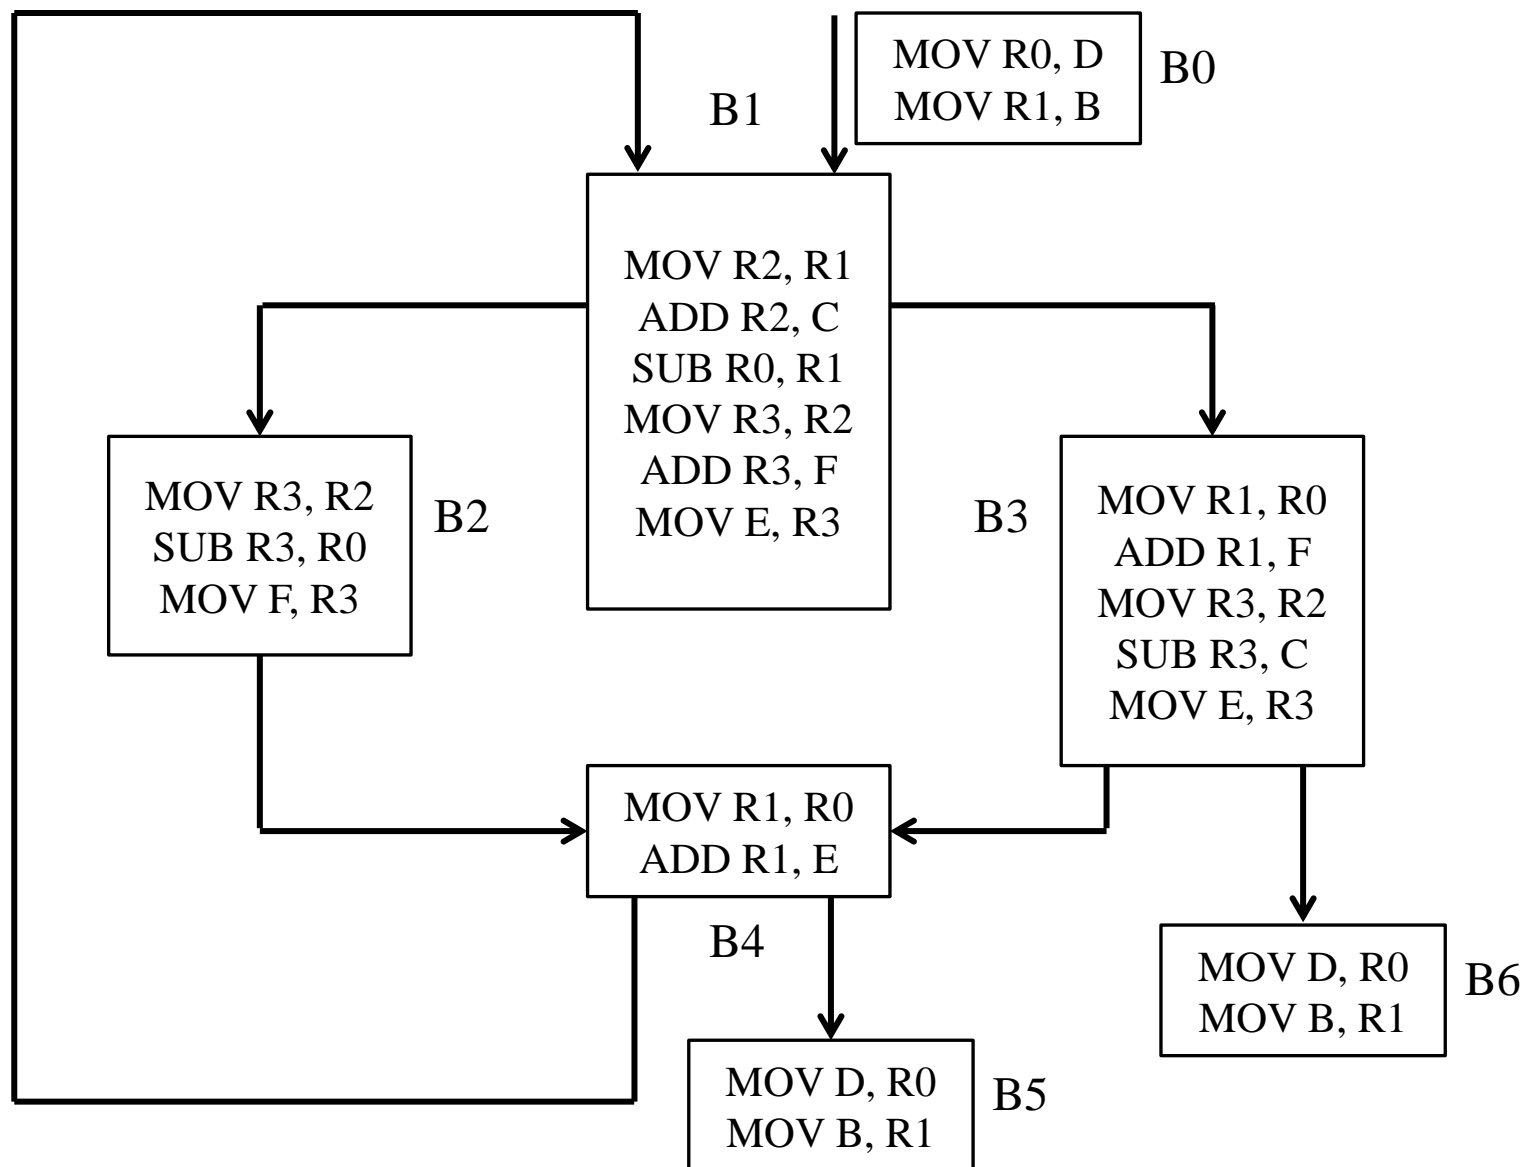 MOV R0, D
MOV R1, B
B0
B1
MOV R2, R1
ADD R2, C
SUB R0, R1
MOV R3, R2
ADD R3, F
MOV E, R3
MOV R3, R2
SUB R3, R0
MOV F, R3
B2
B3
MOV R1, R0
ADD R1, F
MOV R3, R2
SUB R3, C
MOV E, R3
MOV R1, R0
ADD R1, E
B4
MOV D, R0
MOV B, R1
B6
MOV D, R0
MOV B, R1
B5